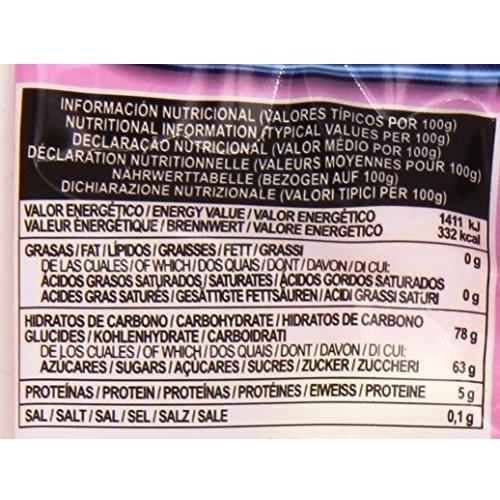 INFORMACIÓN NUTRICIONAL (VALORES TÍPICOS POR 100g)
NUTRITIONAL INFORMATION (TYPICAL VALUES PER 100g)
DECLARAÇÃO NUTRICIONAL (VALOR MÉDIO POR 100g)
DÉCLARATION NUTRITIONNELLE (VALEURS MOYENNES POUR 100g)
NÄHRWERTTABELLE (BEZOGEN AUF 100g)
DICHIARAZIONE NUTRIZIONALE (VALORI TIPICI PER 100g)
VALOR ENERGÉTICO / ENERGY VALUE / VALOR ENERGÉTICO 1411 kJ
VALEUR ÉNERGÉTIQUE / BRENNWERT / VALORE ENERGETICO 332 kcal
GRASAS / FAT / LÍPIDOS / GRAISSES / FETT / GRASSI 0 g
DE LAS CUALES / OF WHICH / DOS QUAIS / DONT / DAVON / DI CUI:
ÁCIDOS GRASOS SATURADOS / SATURATES / ÁCIDOS GORDOS SATURADOS
ACIDES GRAS SATURÉS / GESÄTTIGTE FETTSÄUREN / ACIDI GRASSI SATURI 0 g
HIDRATOS DE CARBONO / CARBOHYDRATE / HIDRATOS DE CARBONO
GLUCIDES / KOHLENHYDRATE / CARBOIDRATI 78 g
DE LOS CUALES / OF WHICH / DOS QUAIS / DONT / DAVON / DI CUI:
AZÚCARES / SUGARS / AÇÚCARES / SUCRES / ZUCKER / ZUCCHERI 63 g
PROTEÍNAS / PROTEIN / PROTEÍNAS / PROTÉINES / EIWEISS / PROTEINE 5 g
SAL / SALT / SAL / SEL / SALZ / SALE 0,1 g